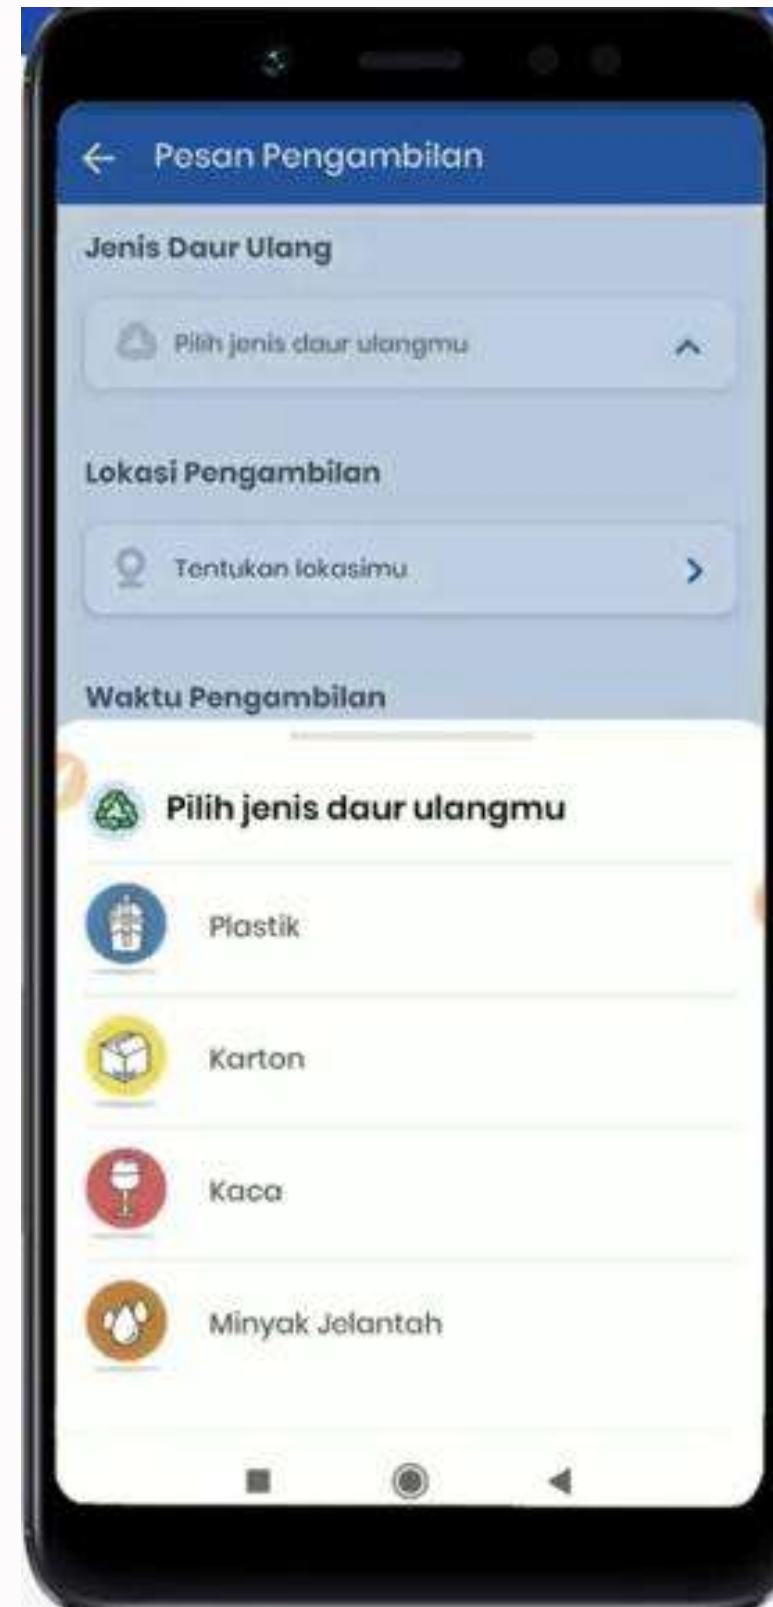 Pesan Pengambilan
Jenis Daur Ulang
Pilih jenis daur ulangmu
Lokasi Pengambilan
Tentukan lokasimu
Waktu Pengambilan
Pilih jenis daur ulangmu
Plastik
Karton
Kaca
Minyak Jelantah